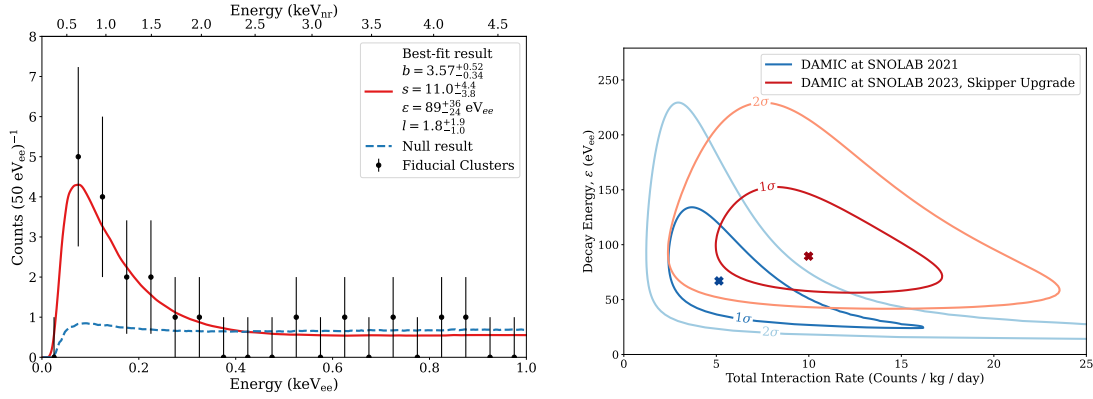 Energy (keVnr)
0.5 1.0 1.5 2.0 2.5 3.0 3.5 4.0 4.5
8
7
6
5
4
3
2
1
0
Counts (50 eVee)−1
Best-fit result
b = 3.57+0.52−0.34
s = 11.0+4.4−3.8
ε = 89+36−24 eVee
l = 1.8+1.9−1.0
Null result
Fiducial Clusters
0.0 0.2 0.4 0.6 0.8 1.0
Energy (keVee)
250
200
150
100
50
0
Decay Energy, ε (eVee)
DAMIC at SNOLAB 2021
DAMIC at SNOLAB 2023, Skipper Upgrade
2σ
1σ
1σ
2σ
0 5 10 15 20 25
Total Interaction Rate (Counts / kg / day)